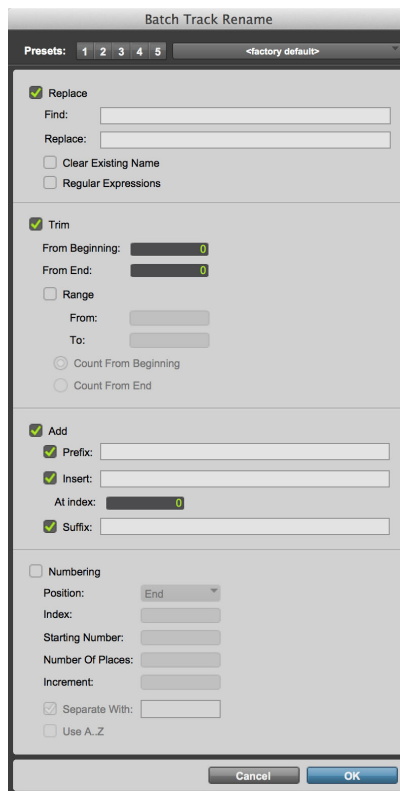 Batch Track Rename
Presets: 1 2 3 4 5 <factory default>
Replace
Find:
Replace:
Clear Existing Name
Regular Expressions
Trim
From Beginning: 0
From End: 0
Range
From:
To:
Count From Beginning
Count From End
Add
Prefix:
Insert:
At index: 0
Suffix:
Numbering
Position: End
Index:
Starting Number:
Number Of Places:
Increment:
Separate With:
Use A..Z
Cancel OK